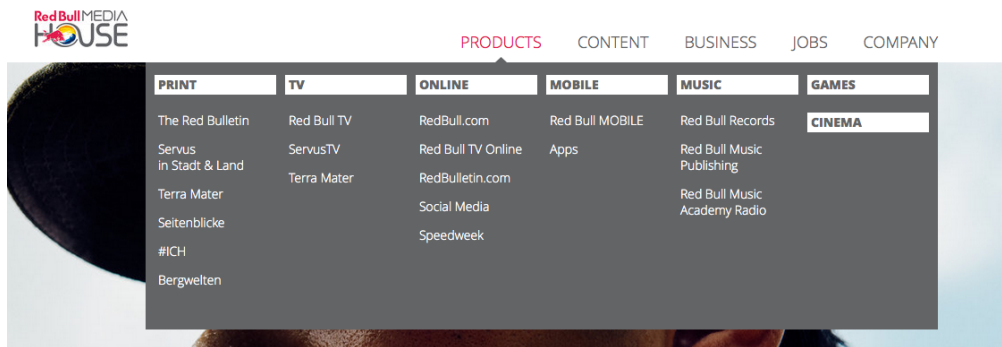 Red Bull MEDIA
HOUSE
PRODUCTS CONTENT BUSINESS JOBS COMPANY
PRINT
The Red Bulletin
Servus
in Stadt & Land
Terra Mater
Seitenblicke
#ICH
Bergwelten
TV
Red Bull TV
ServusTV
Terra Mater
ONLINE
RedBull.com
Red Bull TV Online
RedBulletin.com
Social Media
Speedweek
MOBILE
Red Bull MOBILE
Apps
MUSIC
Red Bull Records
Red Bull Music
Publishing
Red Bull Music
Academy Radio
GAMES
CINEMA